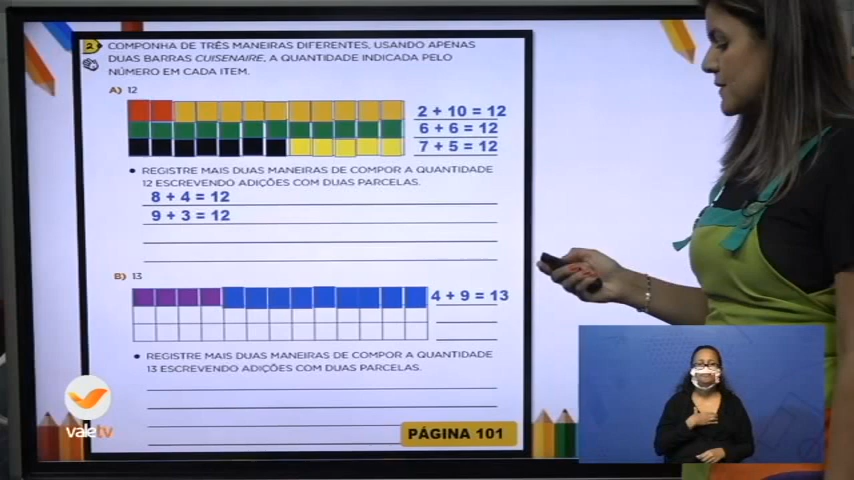 2 COMPONHA DE TRÊS MANEIRAS DIFERENTES, USANDO APENAS
DUAS BARRAS CUISENAIRE, A QUANTIDADE INDICADA PELO
NÚMERO EM CADA ITEM.
A) 12
2 + 10 = 12
6 + 6 = 12
7 + 5 = 12
• REGISTRE MAIS DUAS MANEIRAS DE COMPOR A QUANTIDADE
12 ESCREVENDO ADIÇÕES COM DUAS PARCELAS.
8 + 4 = 12
9 + 3 = 12
B) 13
4 + 9 = 13
• REGISTRE MAIS DUAS MANEIRAS DE COMPOR A QUANTIDADE
13 ESCREVENDO ADIÇÕES COM DUAS PARCELAS.
PÁGINA 101
valetv